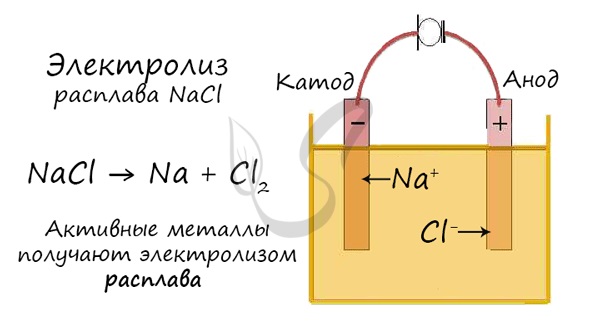 Электролиз
расплава NaCl
NaCl → Na + Cl₂
Активные металлы
получают электролизом
расплава
Катод
Анод
−
+
←Na⁺
Cl⁻→